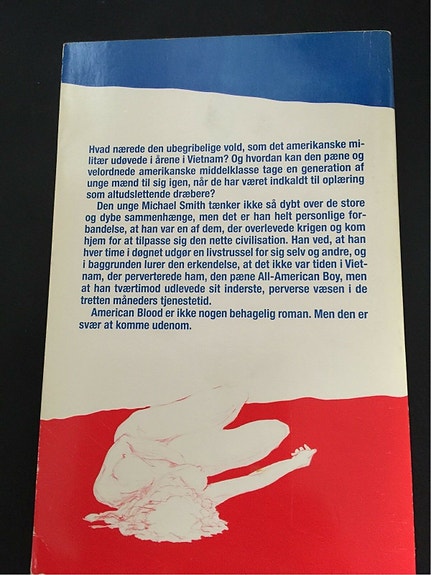 Hvad nærede den ubegribelige vold, som det amerikanske mi-
litær udøvede i årene i Vietnam? Og hvordan kan den pæne og
velordnede amerikanske middelklasse tage en generation af
unge mænd til sig igen, når de har været indkaldt til oplæring
som altudslettende dræbere?
Den unge Michael Smith tænker ikke så dybt over de store
og dybe sammenhænge, men det er han helt personlige for-
bandelse, at han var en af dem, der overlevede krigen og kom
hjem for at tilpasse sig den nette civilisation. Han ved, at han
hver time i døgnet udgør en livstrussel for sig selv og andre, og
i baggrunden lurer den erkendelse, at det ikke var tiden i Viet-
nam, der perverterede ham, den pæne All-American Boy, men
at han tværtimod udlevede sit inderste, perverse væsen i de
tretten måneders tjenestetid.
American Blood er ikke nogen behagelig roman. Men den er
svær at komme udenom.